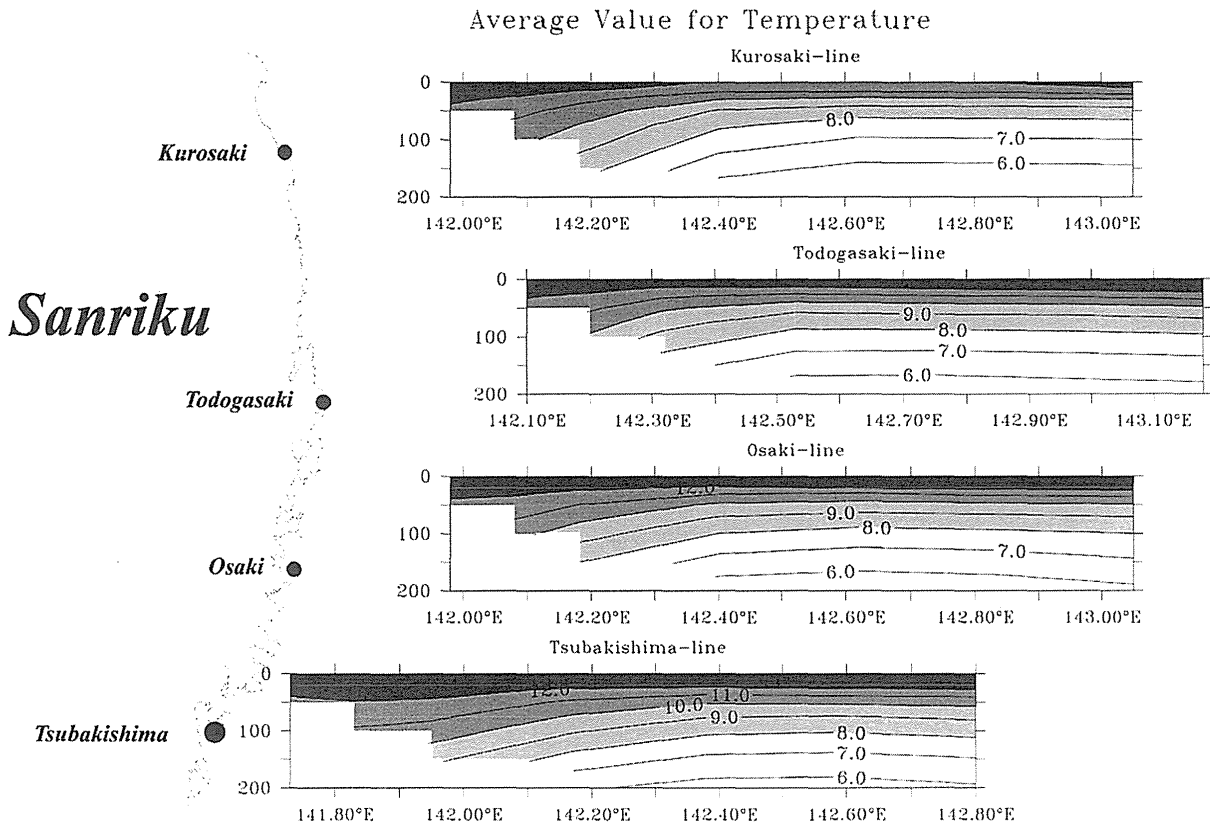 Average Value for Temperature
Kurosaki-line
0
100
200
8.0
7.0
6.0
142.00°E 142.20°E 142.40°E 142.60°E 142.80°E 143.00°E
Kurosaki
Todogasaki-line
0
100
200
9.0
8.0
7.0
6.0
142.10°E 142.30°E 142.50°E 142.70°E 142.90°E 143.10°E
Sanriku
Todogasaki
Osaki-line
0
100
200
12.0
9.0
8.0
7.0
6.0
142.00°E 142.20°E 142.40°E 142.60°E 142.80°E 143.00°E
Osaki
Tsubakishima-line
0
100
200
12.0
11.0
10.0
9.0
8.0
7.0
6.0
141.80°E 142.00°E 142.20°E 142.40°E 142.60°E 142.80°E
Tsubakishima